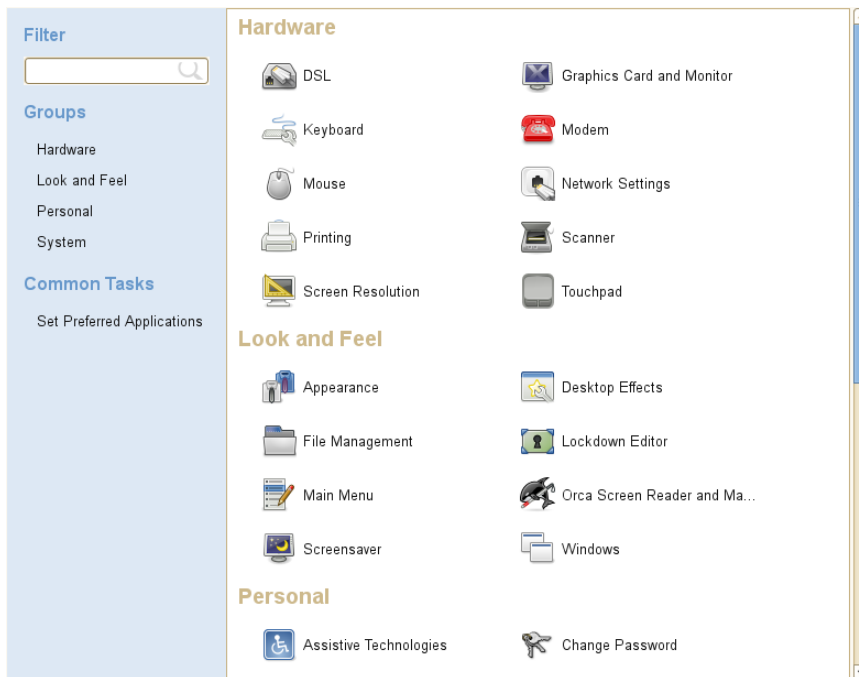 Filter
Groups
Hardware
Look and Feel
Personal
System
Common Tasks
Set Preferred Applications
Hardware
DSL
Graphics Card and Monitor
Keyboard
Modem
Mouse
Network Settings
Printing
Scanner
Screen Resolution
Touchpad
Look and Feel
Appearance
Desktop Effects
File Management
Lockdown Editor
Main Menu
Orca Screen Reader and Ma...
Screensaver
Windows
Personal
Assistive Technologies
Change Password